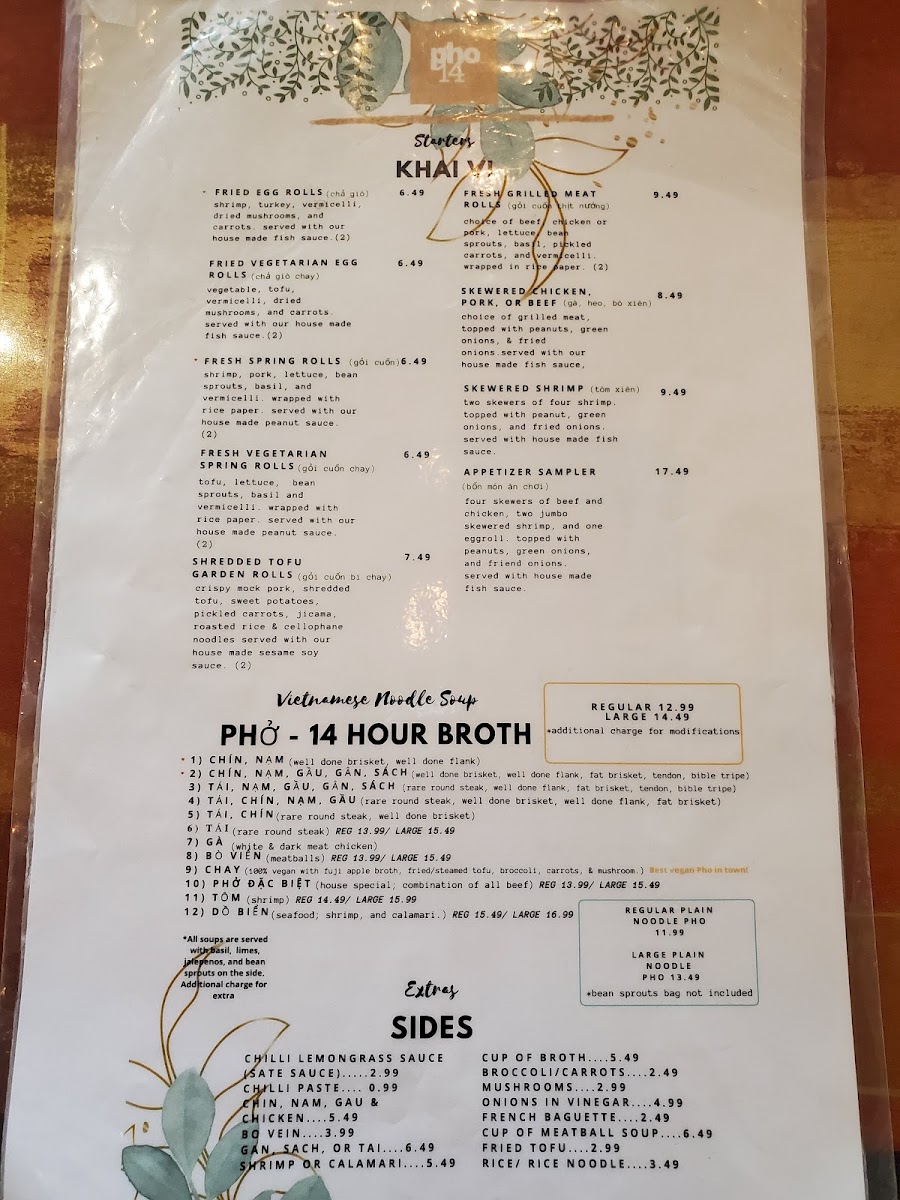 pho
14
Starters
KHAI VỊ
FRIED EGG ROLLS (chả giò) 6.49
shrimp, turkey, vermicelli,
dried mushrooms, and
carrots. served with our
house made fish sauce.(2)
FRIED VEGETARIAN EGG 6.49
ROLLS (chả giò chay)
vegetable, tofu,
vermicelli, dried
mushrooms, and carrots.
served with our house made
fish sauce.(2)
* FRESH SPRING ROLLS (gỏi cuốn) 6.49
shrimp, pork, lettuce, bean
sprouts, basil, and
vermicelli. wrapped with
rice paper. served with our
house made peanut sauce.
(2)
FRESH VEGETARIAN 6.49
SPRING ROLLS (gỏi cuốn chay)
tofu, lettuce, bean
sprouts, basil and
vermicelli. wrapped with
rice paper. served with our
house made peanut sauce.
(2)
SHREDDED TOFU 7.49
GARDEN ROLLS (gỏi cuốn bì chay)
crispy mock pork, shredded
tofu, sweet potatoes,
pickled carrots, jicama,
roasted rice & cellophane
noodles served with our
house made sesame soy
sauce. (2)
FRESH GRILLED MEAT 9.49
ROLLS (gỏi cuốn thịt nướng)
choice of beef, chicken or
pork, lettuce, bean
sprouts, basil, pickled
carrots, and vermicelli.
wrapped in rice paper. (2)
SKEWERED CHICKEN, 8.49
PORK, OR BEEF (gà, heo, bò xiên)
choice of grilled meat,
topped with peanuts, green
onions, & fried
onions.served with our
house made fish sauce,
SKEWERED SHRIMP (tôm xiên) 9.49
two skewers of four shrimp.
topped with peanut, green
onions, and fried onions.
served with house made fish
sauce.
APPETIZER SAMPLER 17.49
(bốn món ăn chơi)
four skewers of beef and
chicken, two jumbo
skewered shrimp, and one
eggroll. topped with
peanuts, green onions,
and friend onions.
served with house made
fish sauce.
Vietnamese Noodle Soup
PHỞ - 14 HOUR BROTH
REGULAR 12.99
LARGE 14.49
*additional charge for modifications
* 1) CHÍN, NẠM (well done brisket, well done flank)
* 2) CHÍN, NẠM, GẦU, GÂN, SÁCH (well done brisket, well done flank, fat brisket, tendon, bible tripe)
3) TÁI, NẠM, GẦU, GÂN, SÁCH (rare round steak, well done flank, fat brisket, tendon, bible tripe)
4) TÁI, CHÍN, NẠM, GẦU (rare round steak, well done brisket, well done flank, fat brisket)
5) TÁI, CHÍN (rare round steak, well done brisket)
6) TÁI (rare round steak) REG 13.99/ LARGE 15.49
7) GÀ (white & dark meat chicken)
8) BÒ VIÊN (meatballs) REG 13.99/ LARGE 15.49
9) CHAY (100% vegan with fuji apple broth, fried/steamed tofu, broccoli, carrots, & mushroom.) Best vegan Pho in town!
10) PHỞ ĐẶC BIỆT (house special; combination of all beef) REG 13.99/ LARGE 15.49
11) TÔM (shrimp) REG 14.49/ LARGE 15.99
12) DỒ BIỂN (seafood; shrimp, and calamari.) REG 15.49/ LARGE 16.99
*All soups are served
with basil, limes,
jalepenos, and bean
sprouts on the side.
Additional charge for
extra
REGULAR PLAIN
NOODLE PHO
11.99
LARGE PLAIN
NOODLE
PHO 13.49
*bean sprouts bag not included
Extras
SIDES
CHILLI LEMONGRASS SAUCE
(SATE SAUCE).....2.99
CHILLI PASTE.... 0.99
CHIN, NAM, GAU &
CHICKEN....5.49
BO VEIN....3.99
GAN, SACH, OR TAI....6.49
SHRIMP OR CALAMARI....5.49
CUP OF BROTH....5.49
BROCCOLI/CARROTS....2.49
MUSHROOMS....2.99
ONIONS IN VINEGAR....4.99
FRENCH BAGUETTE....2.49
CUP OF MEATBALL SOUP....6.49
FRIED TOFU....2.99
RICE/ RICE NOODLE....3.49